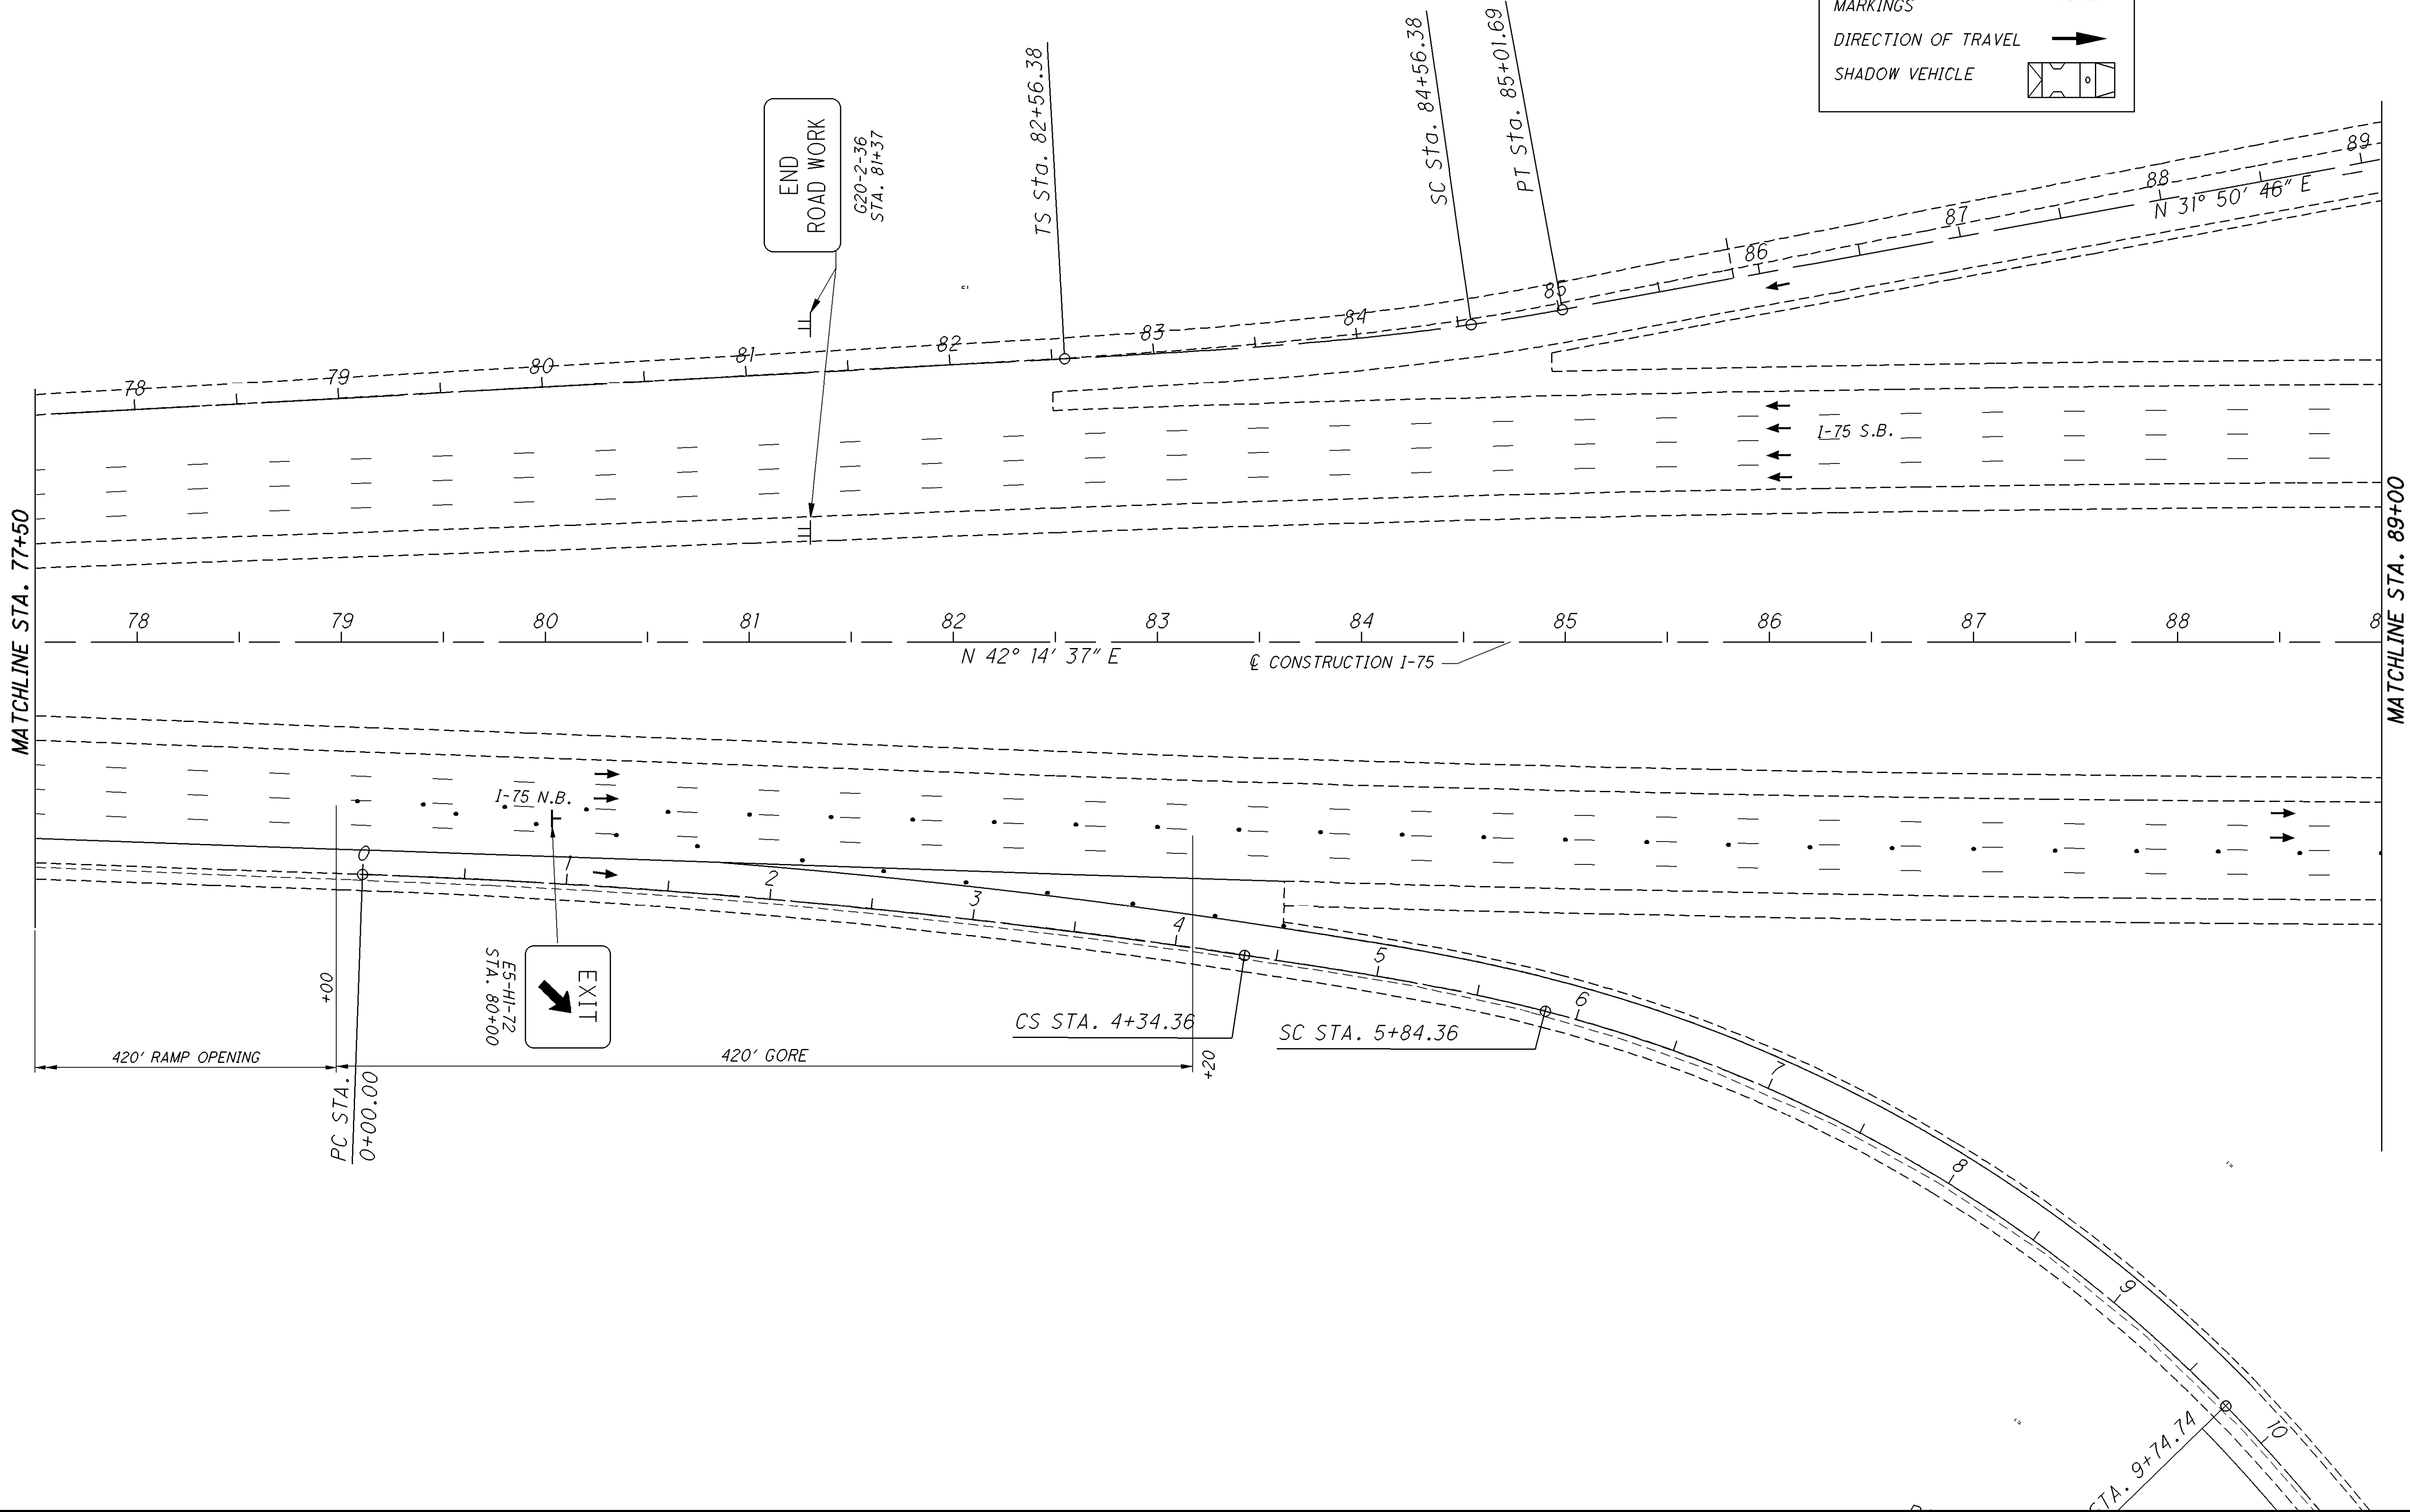 MARKINGS
DIRECTION OF TRAVEL
SHADOW VEHICLE
TS Sta. 82+56.38
SC Sta. 84+56.38
PT Sta. 85+01.69
END
ROAD WORK
G20-2-36
STA. 81+37
78
79
80
81
82
83
84
85
86
87
88
89
N 31° 50' 46" E
I-75 S.B.
MATCHLINE STA. 77+50
MATCHLINE STA. 89+00
78
79
80
81
82
83
84
85
86
87
88
N 42° 14' 37" E
℄ CONSTRUCTION I-75
I-75 N.B.
0
1
2
3
4
5
6
7
8
9
10
EXIT
E5-H1-72
STA. 80+00
+00
+20
420' RAMP OPENING
420' GORE
PC STA.
0+00.00
CS STA. 4+34.36
SC STA. 5+84.36
STA. 9+74.74